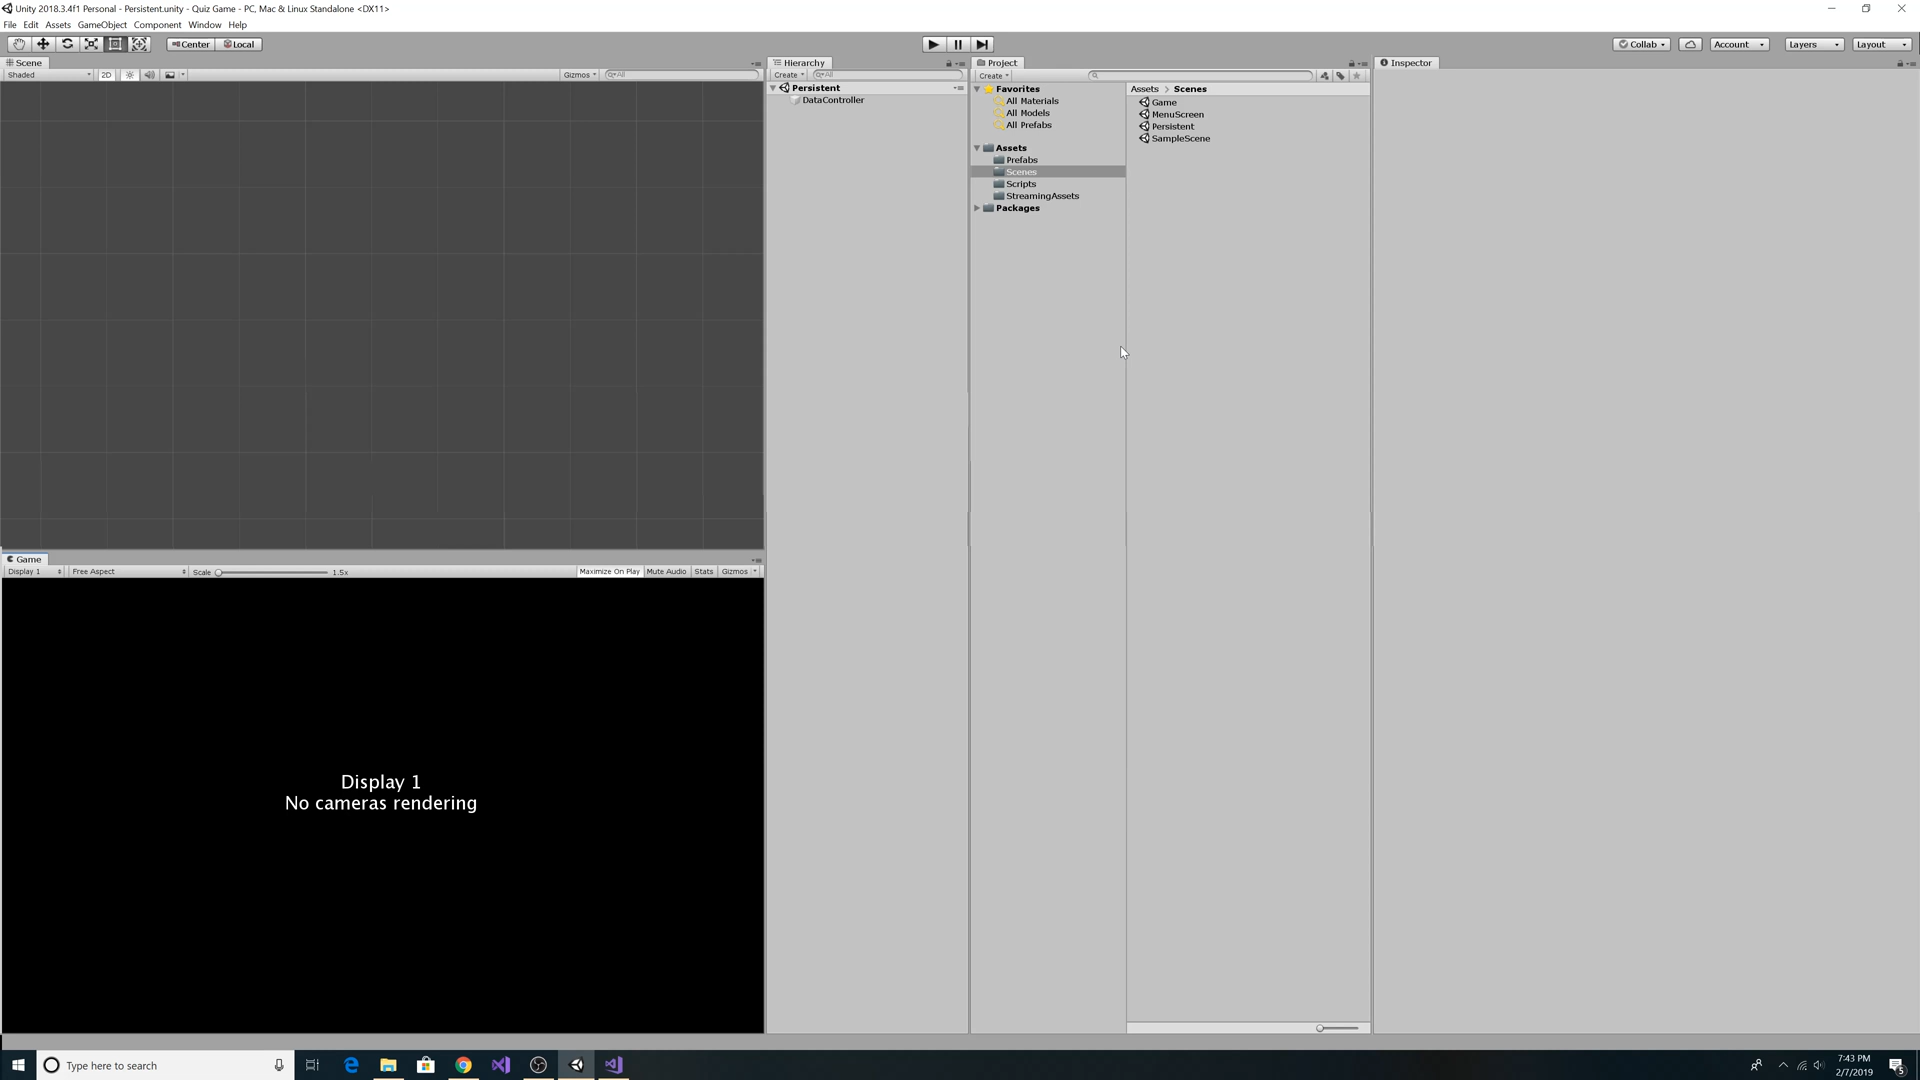 Unity 2018.3.4f1 Personal - Persistent.unity - Quiz Game - PC, Mac & Linux Standalone <DX11>
File Edit Assets GameObject Component Window Help
Center Local
Collab Account Layers Layout
Scene
Shaded 2D Gizmos All
Hierarchy
Create All
Persistent
DataController
Project
Create
Favorites
All Materials
All Models
All Prefabs
Assets
Prefabs
Scenes
Scripts
StreamingAssets
Packages
Assets > Scenes
Game
MenuScreen
Persistent
SampleScene
Inspector
Game
Display 1 Free Aspect Scale 1.5x Maximize On Play Mute Audio Stats Gizmos
Display 1
No cameras rendering
Type here to search
7:43 PM
2/7/2019
5